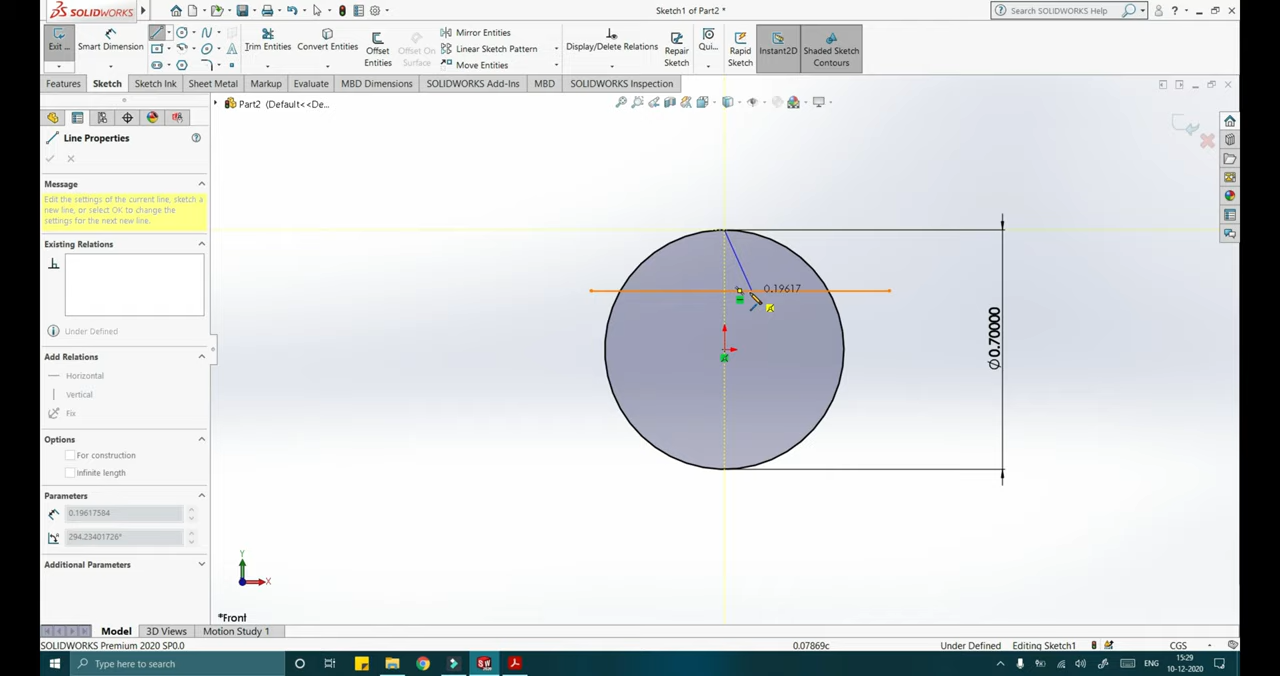 SOLIDWORKS
Sketch1 of Part2 *
Search SOLIDWORKS Help
Exit ...
Smart Dimension
Trim Entities
Convert Entities
Offset Entities
Offset On Surface
Mirror Entities
Linear Sketch Pattern
Move Entities
Display/Delete Relations
Repair Sketch
Qui...
Rapid Sketch
Instant2D
Shaded Sketch Contours
Features
Sketch
Sketch Ink
Sheet Metal
Markup
Evaluate
MBD Dimensions
SOLIDWORKS Add-Ins
MBD
SOLIDWORKS Inspection
Part2 (Default<<De...
Line Properties
Message
Edit the settings of the current line, sketch a
new line, or select OK to change the
settings for the next new line.
Existing Relations
Under Defined
Add Relations
Horizontal
Vertical
Fix
Options
For construction
Infinite length
Parameters
0.19617584
294.23401726°
Additional Parameters
0.19617
∅0.70000
Y
X
*Front
Model
3D Views
Motion Study 1
SOLIDWORKS Premium 2020 SP0.0
0.07869c
Under Defined
Editing Sketch1
CGS
Type here to search
ENG
15:29
10-12-2020